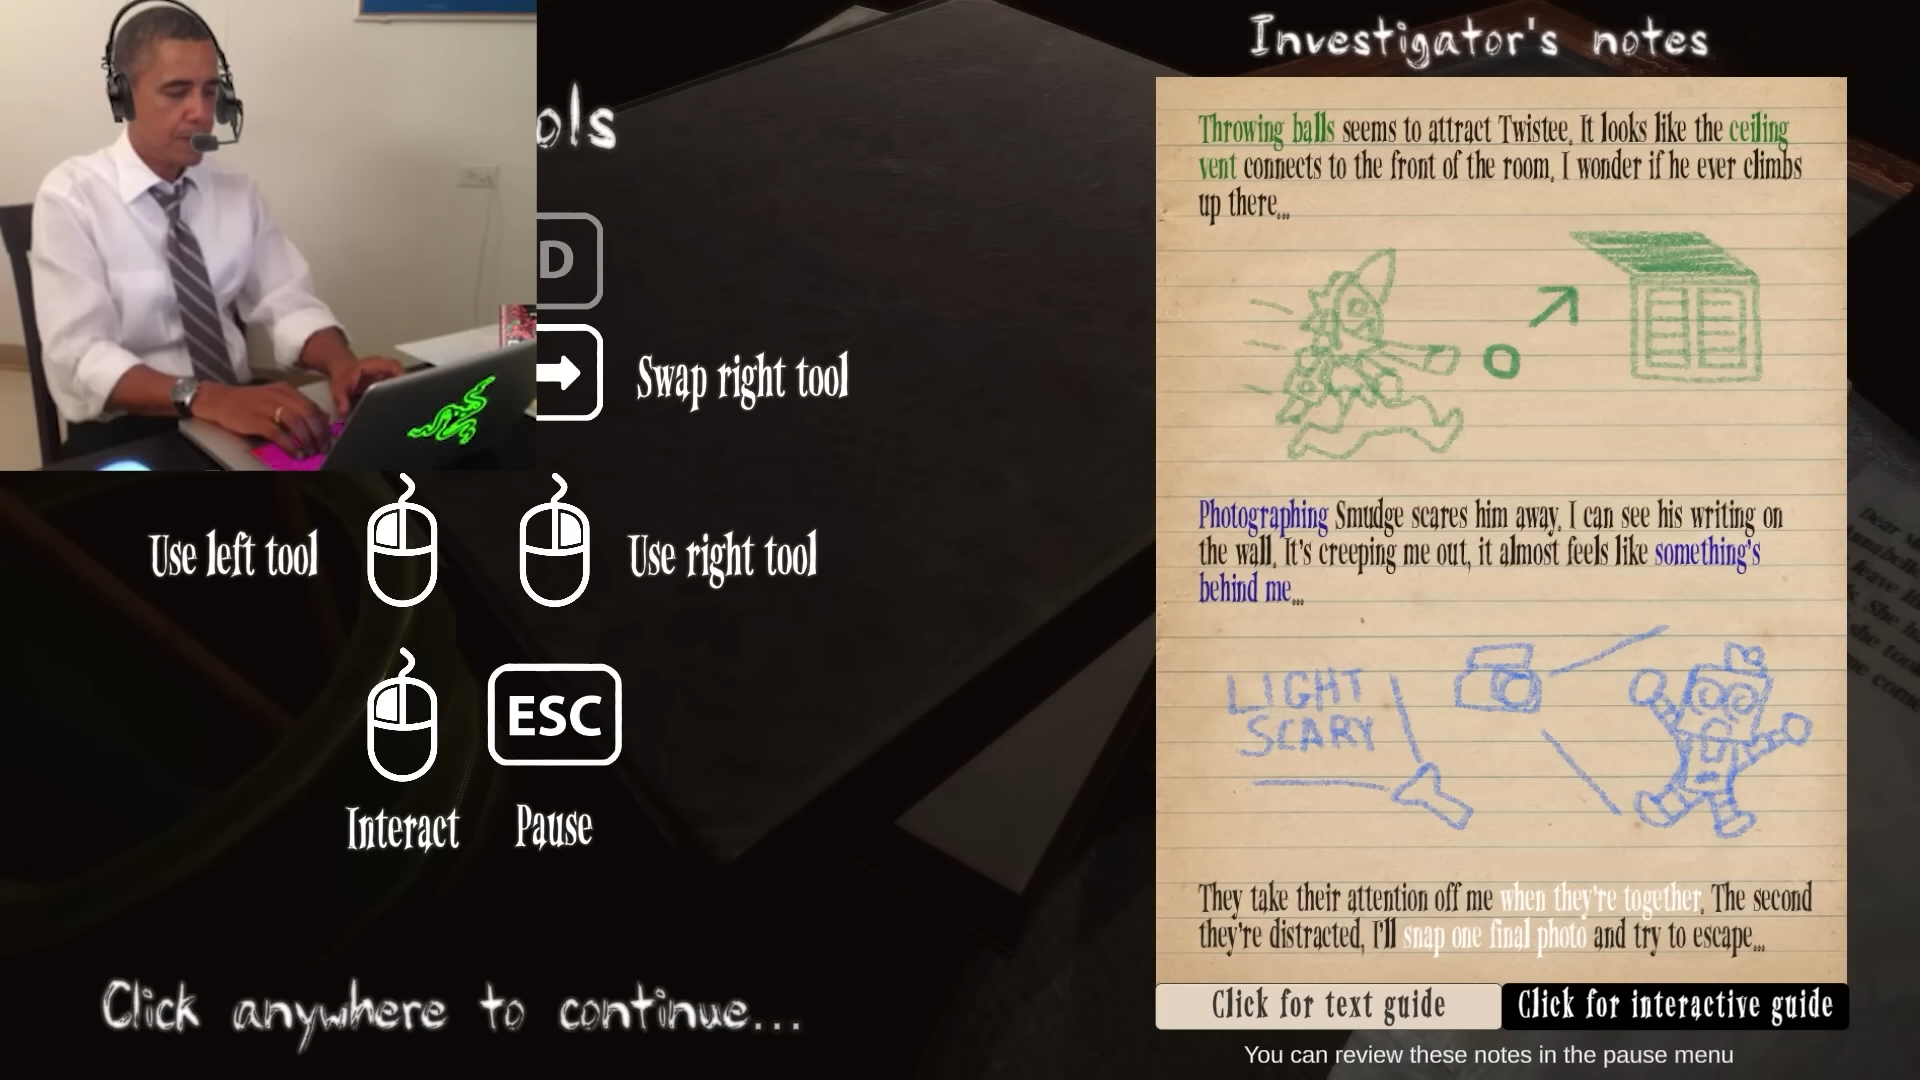 Investigator's notes
ols
D
Swap right tool
Use left tool
Use right tool
ESC
Interact
Pause
Click anywhere to continue...
Throwing balls seems to attract Twistee. It looks like the ceiling
vent connects to the front of the room. I wonder if he ever climbs
up there...
Photographing Smudge scares him away. I can see his writing on
the wall. It's creeping me out, it almost feels like something's
behind me...
LIGHT
SCARY
They take their attention off me when they're together. The second
they're distracted, I'll snap one final photo and try to escape...
Click for text guide
Click for interactive guide
You can review these notes in the pause menu